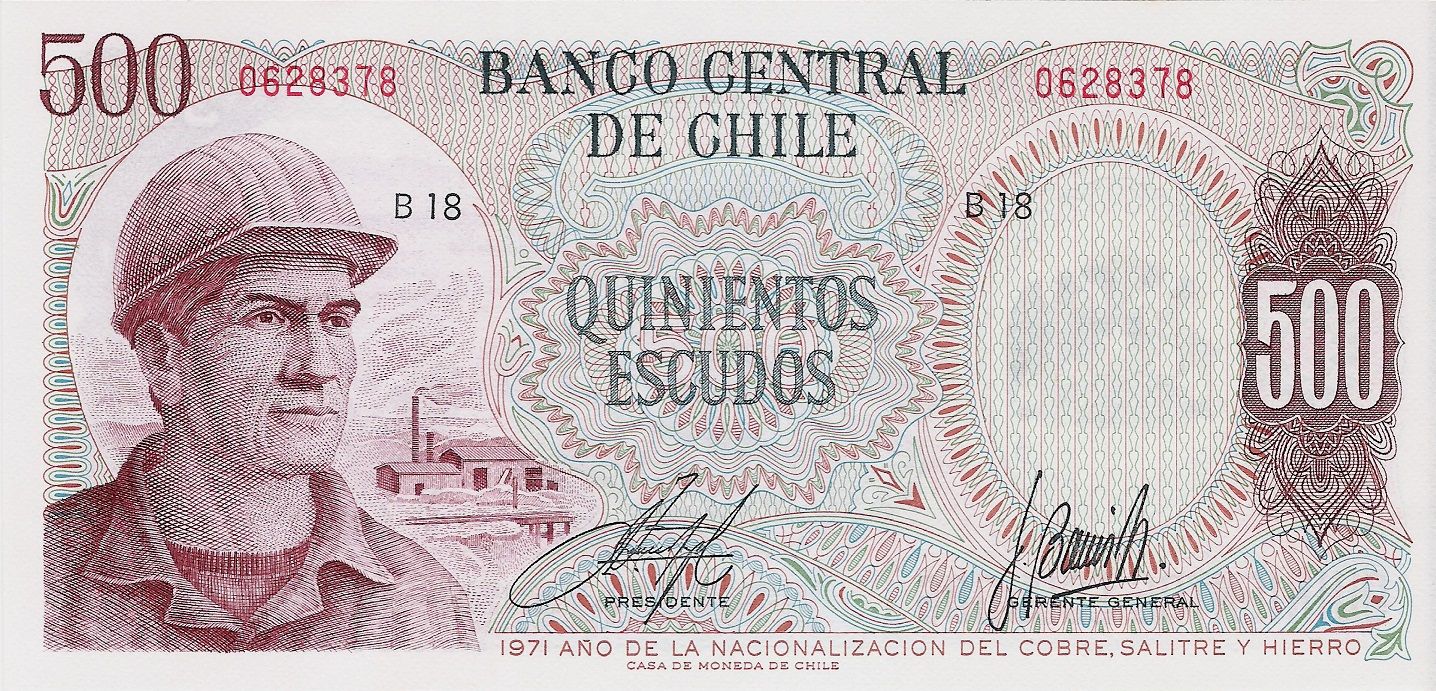 500
0628378
BANCO CENTRAL
DE CHILE
0628378
B 18
B 18
QUINIENTOS
ESCUDOS
500
500
PRESIDENTE
GERENTE GENERAL
1971 AÑO DE LA NACIONALIZACION DEL COBRE, SALITRE Y HIERRO
CASA DE MONEDA DE CHILE